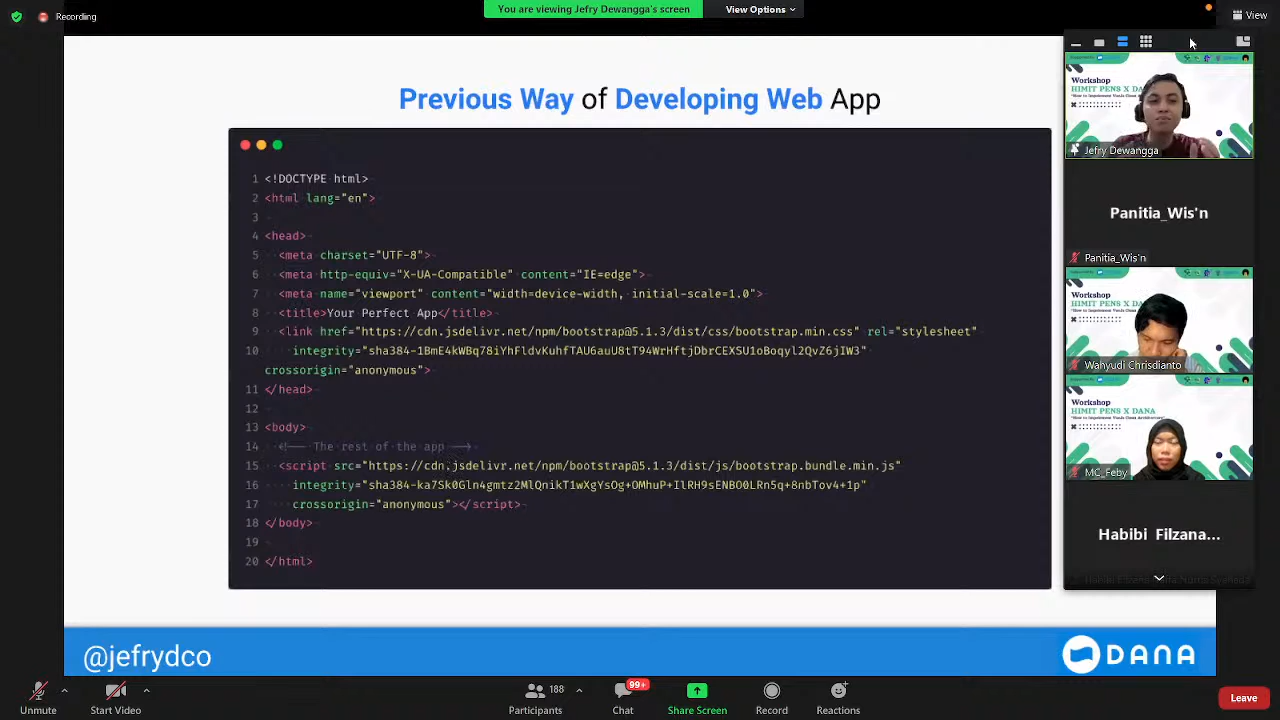 Recording
You are viewing Jefry Dewangga's screen
View Options
View
Previous Way of Developing Web App
1 <!DOCTYPE html>
2 <html lang="en">
3
4 <head>
5 <meta charset="UTF-8">
6 <meta http-equiv="X-UA-Compatible" content="IE=edge">
7 <meta name="viewport" content="width=device-width, initial-scale=1.0">
8 <title>Your Perfect App</title>
9 <link href="https://cdn.jsdelivr.net/npm/bootstrap@5.1.3/dist/css/bootstrap.min.css" rel="stylesheet"
10 integrity="sha384-1BmE4kWBq78iYhFldvKuhfTAU6auU8tT94WrHftjDbrCEXSU1oBoqyl2QvZ6jIW3"
crossorigin="anonymous">
11 </head>
12
13 <body>
14 <!-- The rest of the app -->
15 <script src="https://cdn.jsdelivr.net/npm/bootstrap@5.1.3/dist/js/bootstrap.bundle.min.js"
16 integrity="sha384-ka7Sk0Gln4gmtz2MlQnikT1wXgYsOg+OMhuP+IlRH9sENBO0LRn5q+8nbTov4+1p"
17 crossorigin="anonymous"></script>
18 </body>
19
20 </html>
Workshop
HIMIT PENS X DA
Jefry Dewangga
Panitia_Wis'n
Panitia_Wis'n
Workshop
HIMIT PENS X DA
Wahyudi Chrisdianto
Workshop
HIMIT PENS X DANA
MC_Feby
Habibi Filzana...
@jefrydco
DANA
Unmute
Start Video
188
Participants
99+
Chat
Share Screen
Record
Reactions
Leave